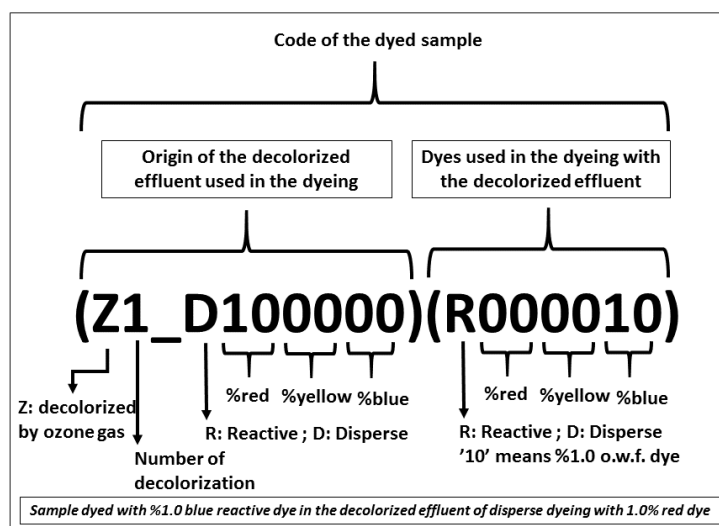 Code of the dyed sample
Origin of the decolorized
effluent used in the dyeing
Dyes used in the dyeing with
the decolorized effluent
(Z1_D100000)(R000010)
%red %yellow %blue
%red %yellow %blue
Z: decolorized
by ozone gas
R: Reactive ; D: Disperse
R: Reactive ; D: Disperse
'10' means %1.0 o.w.f. dye
Number of
decolorization
Sample dyed with %1.0 blue reactive dye in the decolorized effluent of disperse dyeing with 1.0% red dye